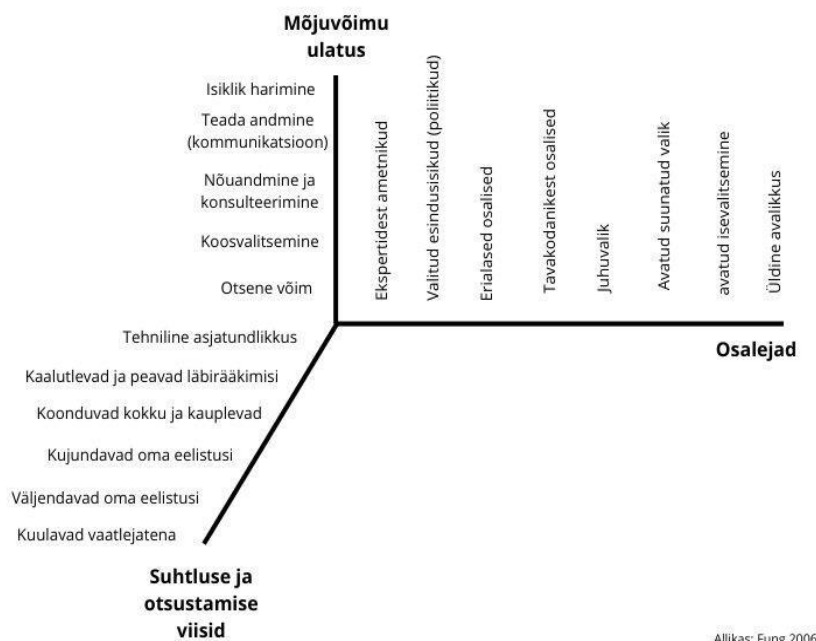 Mõjuvõimu
ulatus
Isiklik harimine
Teada andmine
(kommunikatsioon)
Nõuandmine ja
konsulteerimine
Koosvalitsemine
Otsene võim
Ekspertidest ametnikud
Valitud esindusisikud (poliitikud)
Erialased osalised
Tavakodanikest osalised
Juhuvalik
Avatud suunatud valik
avatud isevalitsemine
Üldine avalikkus
Osalejad
Tehniline asjatundlikkus
Kaalutlevad ja peavad läbirääkimisi
Koonduvad kokku ja kauplevad
Kujundavad oma eelistusi
Väljendavad oma eelistusi
Kuulavad vaatlejatena
Suhtluse ja
otsustamise
viisid
Allikas: Fung 2006